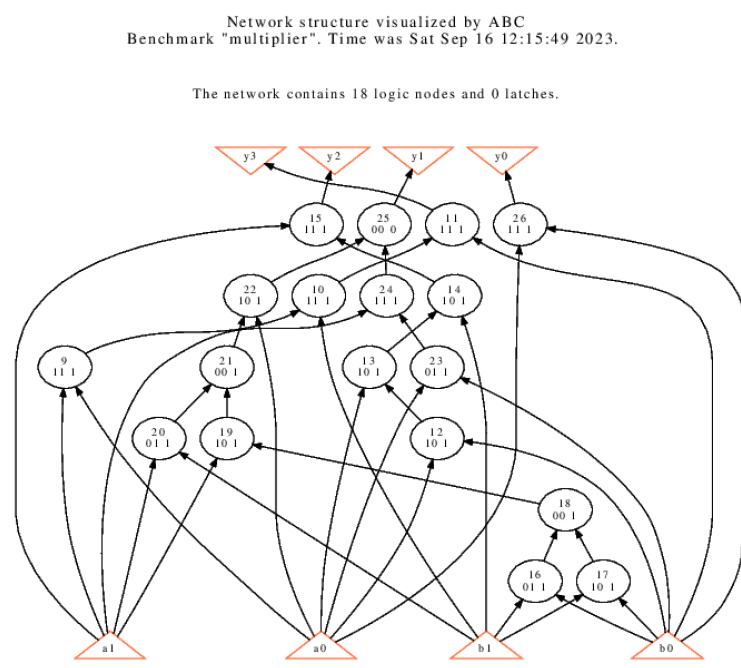 Network structure visualized by ABC
Benchmark "multiplier". Time was Sat Sep 16 12:15:49 2023.
The network contains 18 logic nodes and 0 latches.
y3 y2 y1 y0
15 25 11 26
11 1 00 0 11 1 11 1
22 10 24 14
10 1 11 1 11 1 10 1
9 21 13 23
11 1 00 1 10 1 01 1
20 19 12
01 1 10 1 10 1
18
00 1
16 17
01 1 10 1
a1 a0 b1 b0